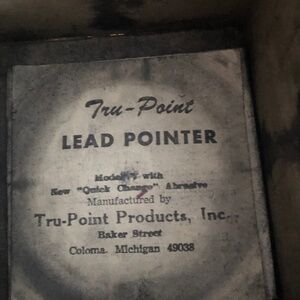 Tru-Point
LEAD POINTER
Model V with
New "Quick Change" Abrasive
Manufactured by
Tru-Point Products, Inc.
Baker Street
Coloma, Michigan 49038